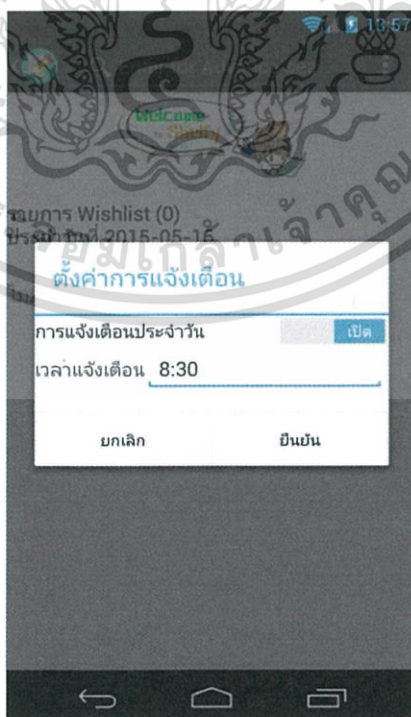 13:57
Welcome
รายการ Wishlist (0)
ประจำวันที่ 2015-05-16
ตั้งค่าการแจ้งเตือน
การแจ้งเตือนประจำวัน เปิด
เวลาแจ้งเตือน 8:30
ยกเลิก ยืนยัน